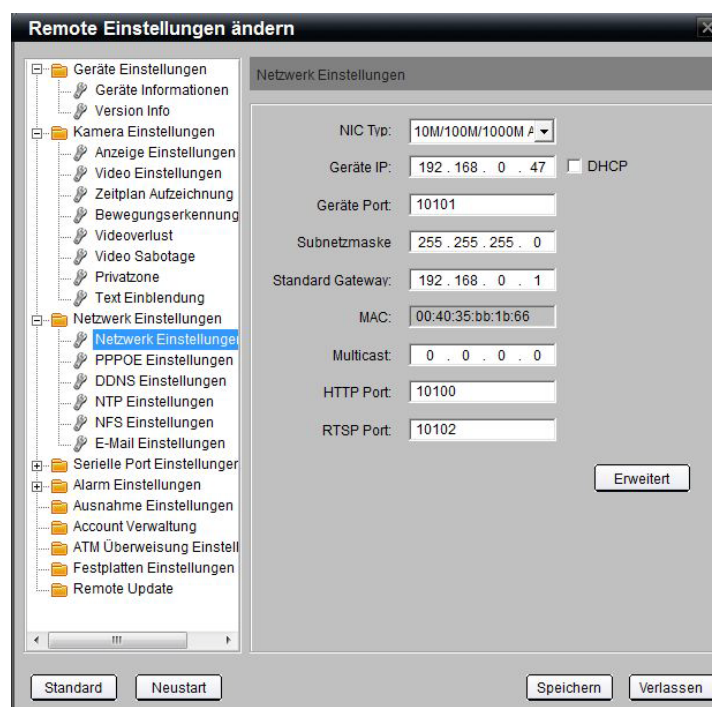 Remote Einstellungen ändern
Geräte Einstellungen
Geräte Informationen
Version Info
Kamera Einstellungen
Anzeige Einstellungen
Video Einstellungen
Zeitplan Aufzeichnung
Bewegungserkennung
Videoverlust
Video Sabotage
Privatzone
Text Einblendung
Netzwerk Einstellungen
Netzwerk Einstellungen
PPPOE Einstellungen
DDNS Einstellungen
NTP Einstellungen
NFS Einstellungen
E-Mail Einstellungen
Serielle Port Einstellunger
Alarm Einstellungen
Ausnahme Einstellungen
Account Verwaltung
ATM Überweisung Einstell
Festplatten Einstellungen
Remote Update
Netzwerk Einstellungen
NIC Typ: 10M/100M/1000M A
Geräte IP: 192 . 168 . 0 . 47 DHCP
Geräte Port: 10101
Subnetzmaske 255 . 255 . 255 . 0
Standard Gateway: 192 . 168 . 0 . 1
MAC: 00:40:35:bb:1b:66
Multicast: 0 . 0 . 0 . 0
HTTP Port: 10100
RTSP Port: 10102
Erweitert
Standard Neustart Speichern Verlassen